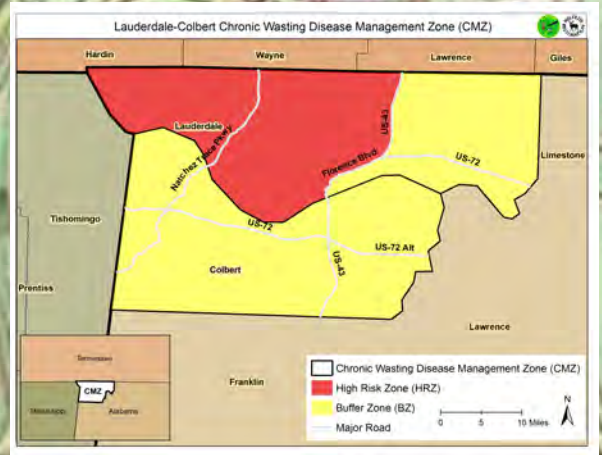 Lauderdale-Colbert Chronic Wasting Disease Management Zone (CMZ)
Hardin
Wayne
Lawrence
Giles
Lauderdale
Natchez Trace Pkwy
US-43
Florence Blvd
US-72
Limestone
Tishomingo
US-72
US-72 Alt
US-43
Colbert
Prentiss
Lawrence
Franklin
Tennessee
CMZ
Mississippi
Alabama
Chronic Wasting Disease Management Zone (CMZ)
High Risk Zone (HRZ)
Buffer Zone (BZ)
Major Road
0 5 10 Miles
N